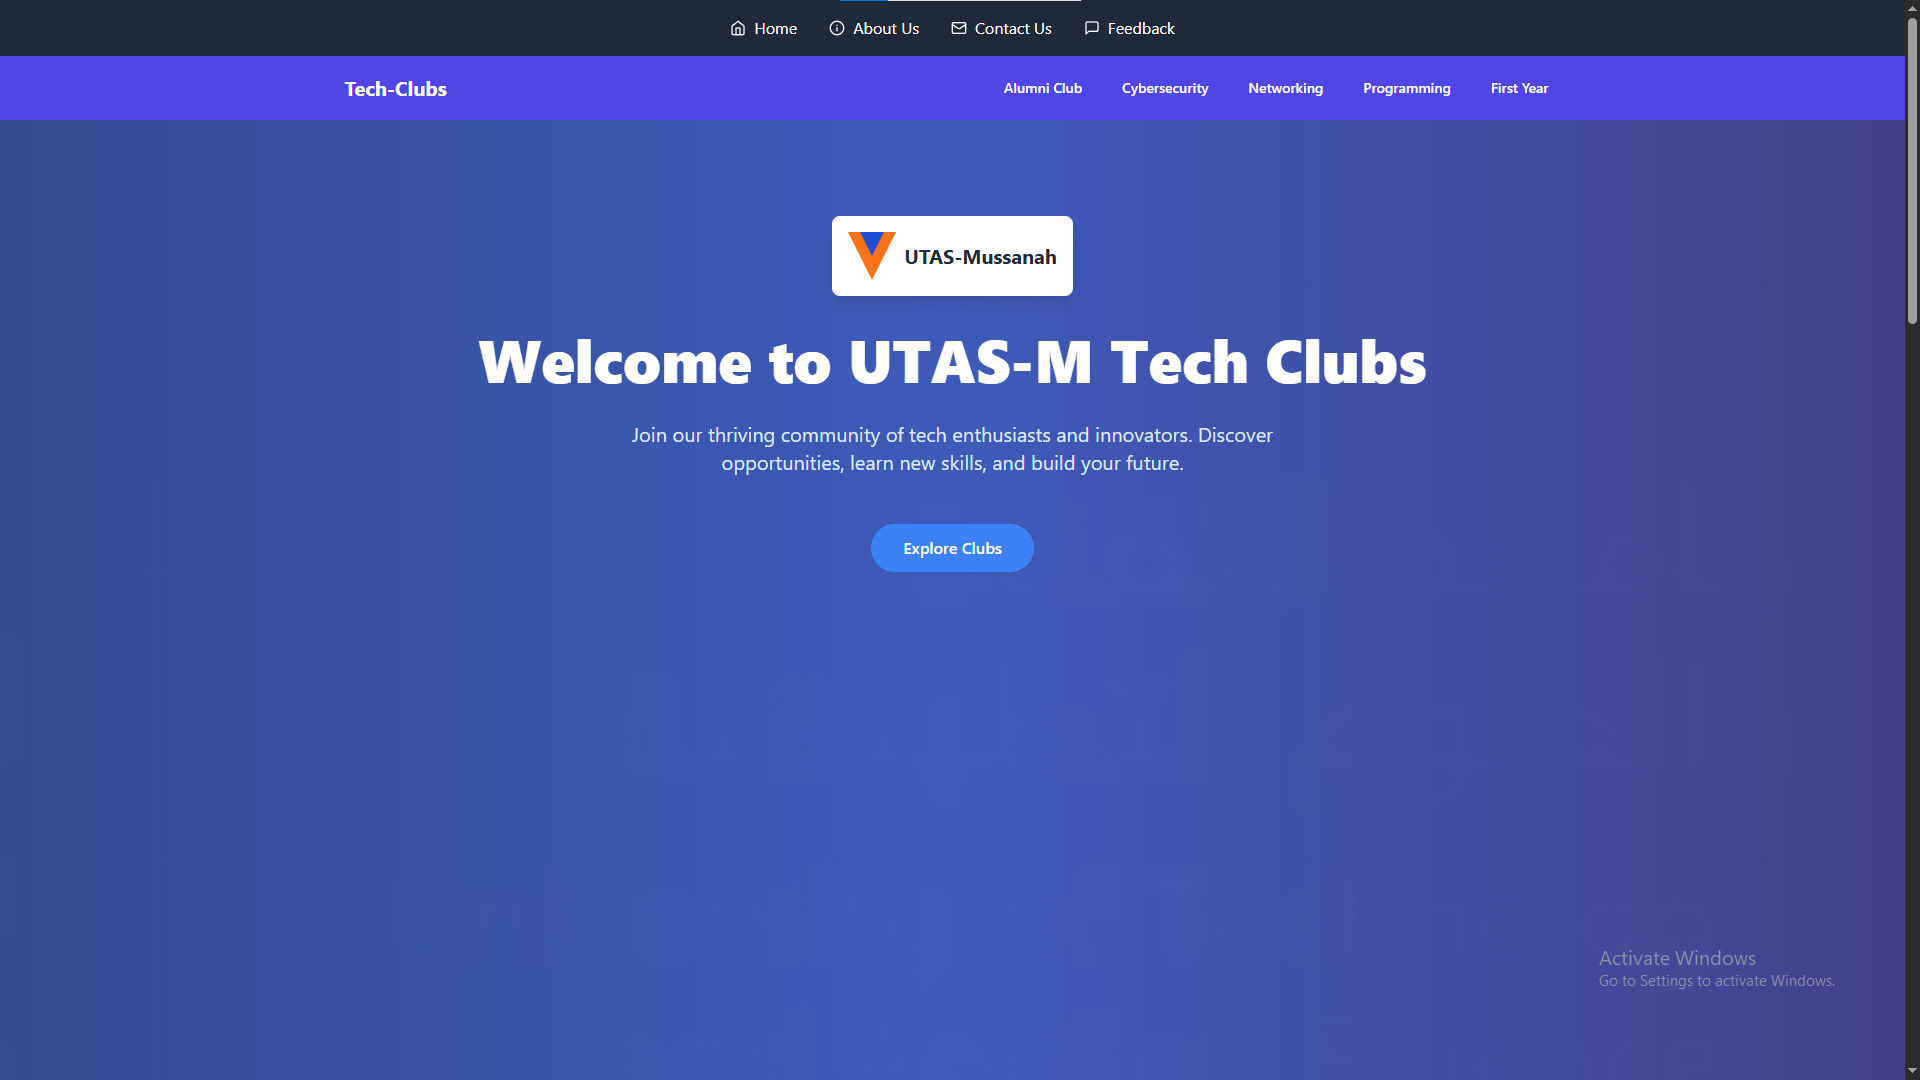 Home
About Us
Contact Us
Feedback
Tech-Clubs
Alumni Club
Cybersecurity
Networking
Programming
First Year
UTAS-Mussanah
Welcome to UTAS-M Tech Clubs
Join our thriving community of tech enthusiasts and innovators. Discover
opportunities, learn new skills, and build your future.
Explore Clubs
Activate Windows
Go to Settings to activate Windows.